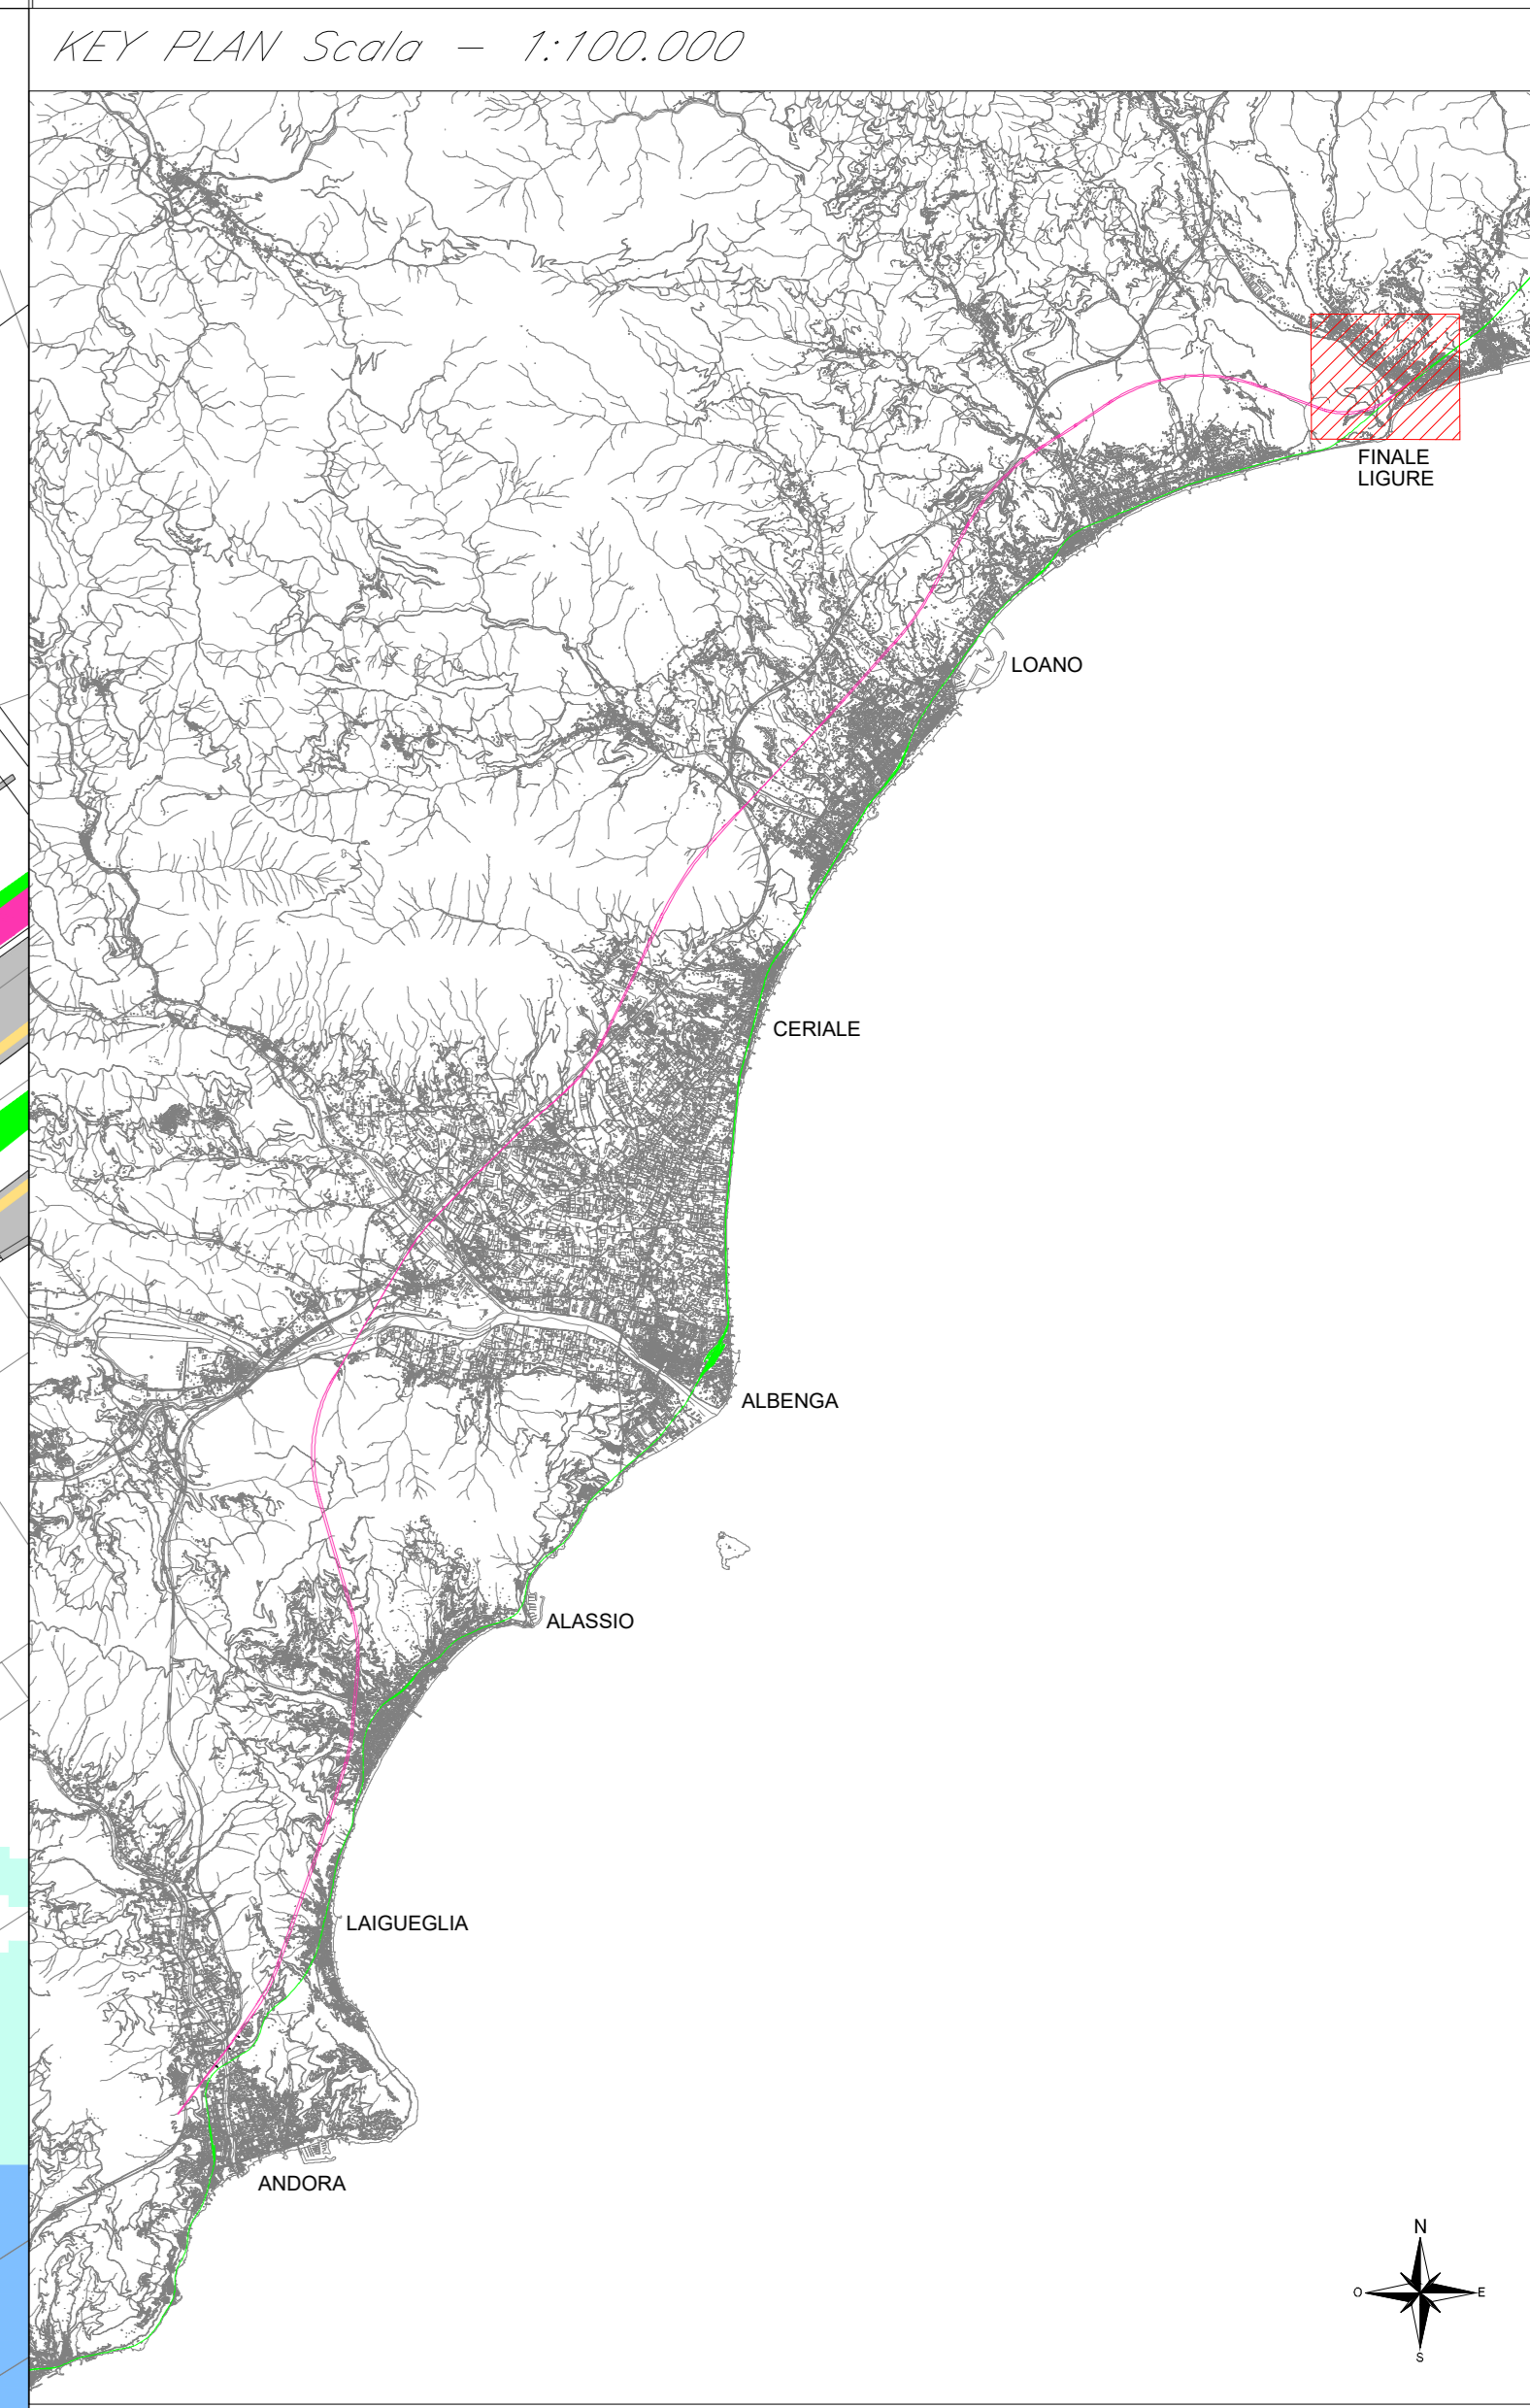 KEY PLAN Scala - 1:100.000
FINALE
LIGURE
LOANO
CERIALE
ALBENGA
ALASSIO
LAIGUEGLIA
ANDORA
N
O
E
S